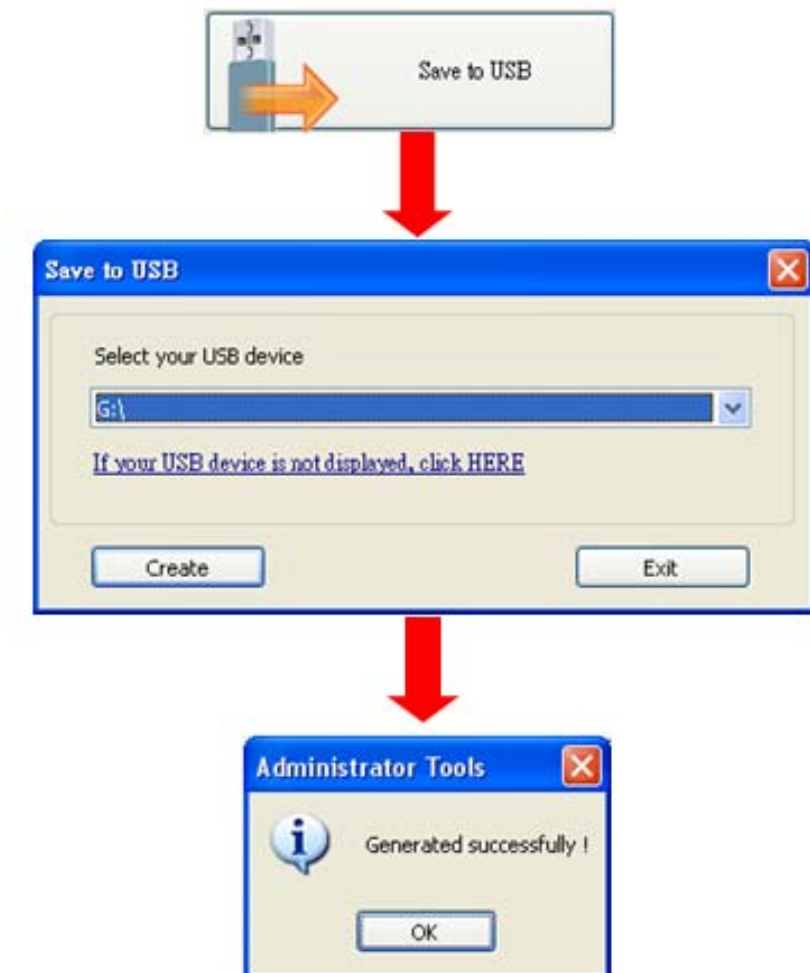 Save to USB
Save to USB
Select your USB device
G:\
If your USB device is not displayed, click HERE
Create Exit
Administrator Tools
Generated successfully !
OK